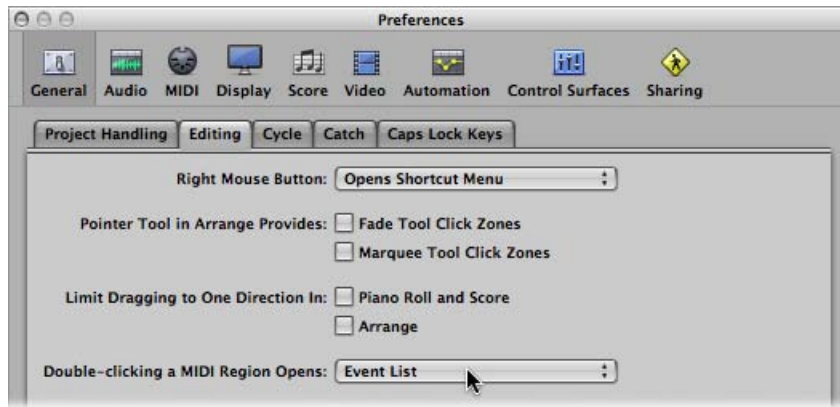 Preferences
General Audio MIDI Display Score Video Automation Control Surfaces Sharing
Project Handling Editing Cycle Catch Caps Lock Keys
Right Mouse Button: Opens Shortcut Menu
Pointer Tool in Arrange Provides: Fade Tool Click Zones
Marquee Tool Click Zones
Limit Dragging to One Direction In: Piano Roll and Score
Arrange
Double-clicking a MIDI Region Opens: Event List